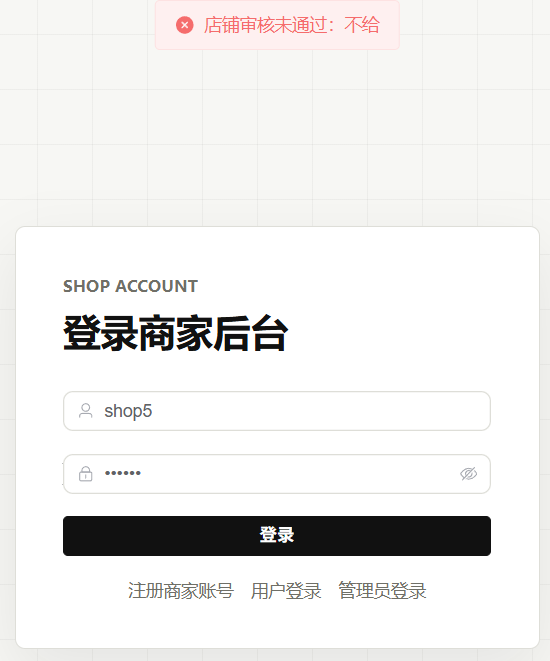 店铺审核未通过：不给
SHOP ACCOUNT
登录商家后台
shop5
••••••
登录
注册商家账号 用户登录 管理员登录